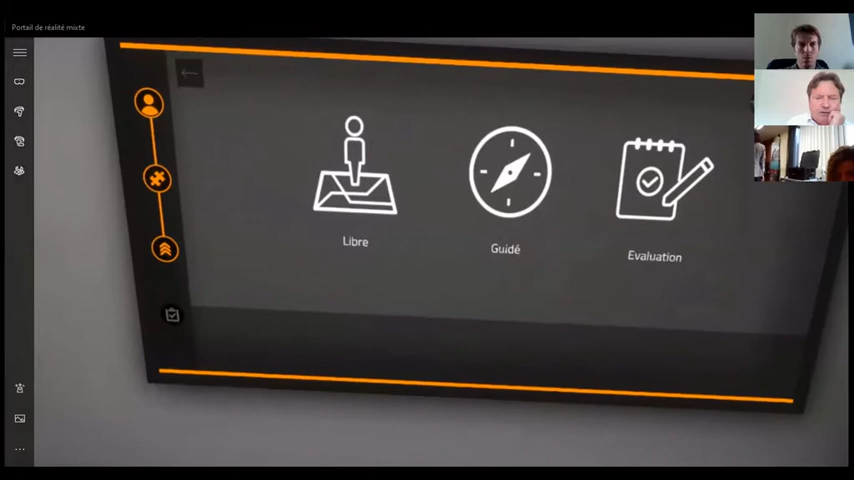 Portail de réalité mixte
Libre
Guidé
Evaluation